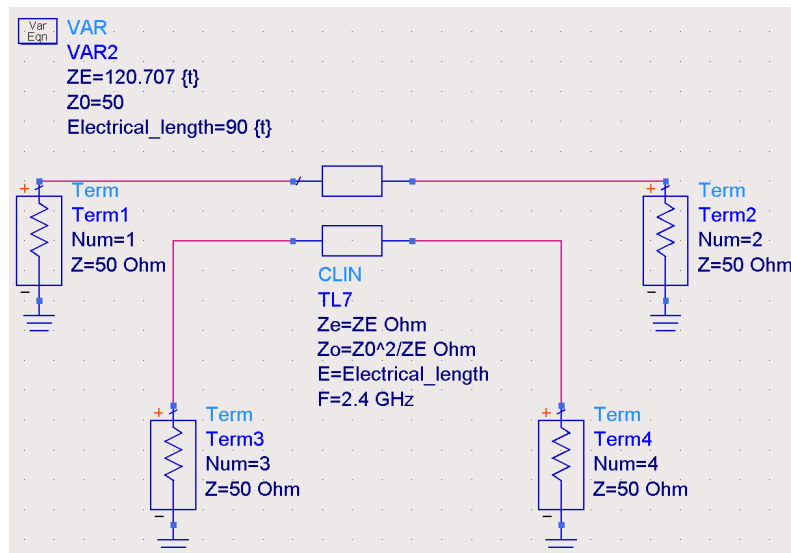 Var
Eqn
VAR
VAR2
ZE=120.707 {t}
Z0=50
Electrical_length=90 {t}
+
Term
Term1
Num=1
Z=50 Ohm
-
+
Term
Term2
Num=2
Z=50 Ohm
-
CLIN
TL7
Ze=ZE Ohm
Zo=Z0^2/ZE Ohm
E=Electrical_length
F=2.4 GHz
+
Term
Term3
Num=3
Z=50 Ohm
-
+
Term
Term4
Num=4
Z=50 Ohm
-